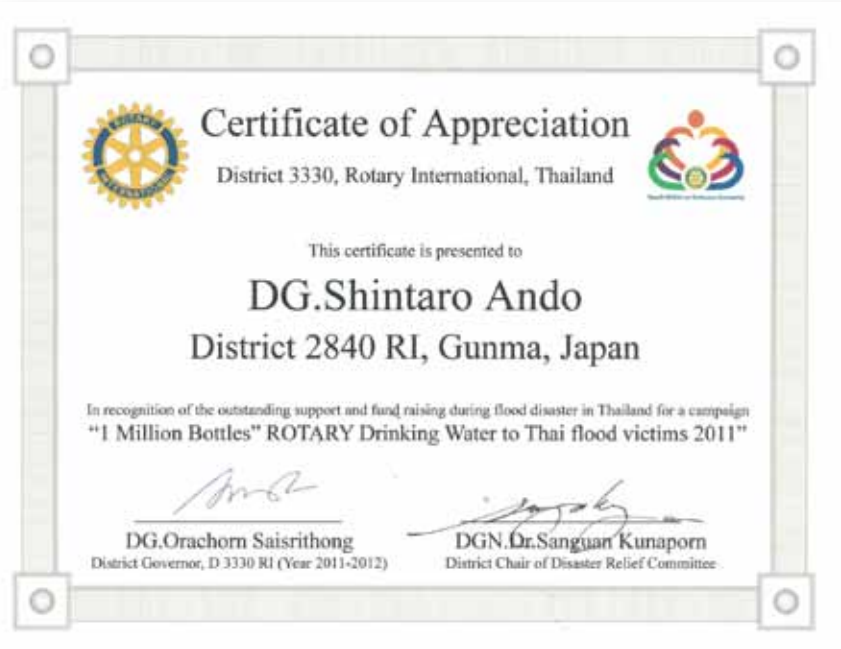 Certificate of Appreciation
District 3330, Rotary International, Thailand
ROTARY
INTERNATIONAL
This certificate is presented to
DG.Shintaro Ando
District 2840 RI, Gunma, Japan
In recognition of the outstanding support and fund raising during flood disaster in Thailand for a campaign
“1 Million Bottles” ROTARY Drinking Water to Thai flood victims 2011”
DG.Orachorn Saisrithong
District Governor, D 3330 RI (Year 2011-2012)
DGN.Dr.Sanguan Kunaporn
District Chair of Disaster Relief Committee